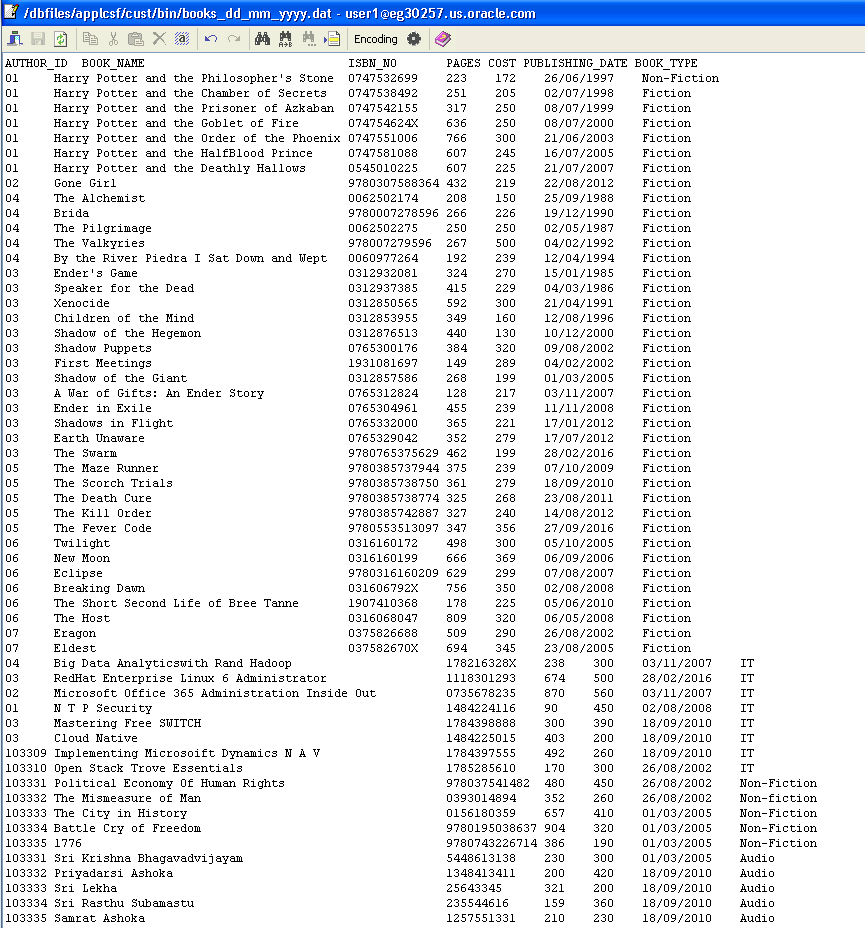 /dbfiles/applcsf/cust/bin/books_dd_mm_yyyy.dat - user1@eg30257.us.oracle.com
Encoding
AUTHOR_ID BOOK_NAME ISBN_NO PAGES COST PUBLISHING_DATE BOOK_TYPE
01 Harry Potter and the Philosopher's Stone 0747532699 223 172 26/06/1997 Non-Fiction
01 Harry Potter and the Chamber of Secrets 0747538492 251 205 02/07/1998 Fiction
01 Harry Potter and the Prisoner of Azkaban 0747542155 317 250 08/07/1999 Fiction
01 Harry Potter and the Goblet of Fire 074754624X 636 250 08/07/2000 Fiction
01 Harry Potter and the Order of the Phoenix 0747551006 766 300 21/06/2003 Fiction
01 Harry Potter and the HalfBlood Prince 0747581088 607 245 16/07/2005 Fiction
01 Harry Potter and the Deathly Hallows 0545010225 607 225 21/07/2007 Fiction
02 Gone Girl 9780307588364 432 219 22/08/2012 Fiction
04 The Alchemist 0062502174 208 150 25/09/1988 Fiction
04 Brida 9780007278596 266 226 19/12/1990 Fiction
04 The Pilgrimage 0062502275 250 250 02/05/1987 Fiction
04 The Valkyries 978007279596 267 500 04/02/1992 Fiction
04 By the River Piedra I Sat Down and Wept 0060977264 192 239 12/04/1994 Fiction
03 Ender's Game 0312932081 324 270 15/01/1985 Fiction
03 Speaker for the Dead 0312937385 415 229 04/03/1986 Fiction
03 Xenocide 0312850565 592 300 21/04/1991 Fiction
03 Children of the Mind 0312853955 349 160 12/08/1996 Fiction
03 Shadow of the Hegemon 0312876513 440 130 10/12/2000 Fiction
03 Shadow Puppets 0765300176 384 320 09/08/2002 Fiction
03 First Meetings 1931081697 149 289 04/02/2002 Fiction
03 Shadow of the Giant 0312857586 268 199 01/03/2005 Fiction
03 A War of Gifts: An Ender Story 0765312824 128 217 03/11/2007 Fiction
03 Ender in Exile 0765304961 455 239 11/11/2008 Fiction
03 Shadows in Flight 0765332000 365 221 17/01/2012 Fiction
03 Earth Unaware 0765329042 352 279 17/07/2012 Fiction
03 The Swarm 9780765375629 462 199 28/02/2016 Fiction
05 The Maze Runner 9780385737944 375 239 07/10/2009 Fiction
05 The Scorch Trials 9780385738750 361 279 18/09/2010 Fiction
05 The Death Cure 9780385738774 325 268 23/08/2011 Fiction
05 The Kill Order 9780385742887 327 240 14/08/2012 Fiction
05 The Fever Code 9780553513097 347 356 27/09/2016 Fiction
06 Twilight 0316160172 498 300 05/10/2005 Fiction
06 New Moon 0316160199 666 369 06/09/2006 Fiction
06 Eclipse 9780316160209 629 299 07/08/2007 Fiction
06 Breaking Dawn 031606792X 756 350 02/08/2008 Fiction
06 The Short Second Life of Bree Tanne 1907410368 178 225 05/06/2010 Fiction
06 The Host 0316068047 809 320 06/05/2008 Fiction
07 Eragon 0375826688 509 290 26/08/2002 Fiction
07 Eldest 037582670X 694 345 23/08/2005 Fiction
04 Big Data Analyticswith Rand Hadoop 178216328X 238 300 03/11/2007 IT
03 RedHat Enterprise Linux 6 Administrator 1118301293 674 500 28/02/2016 IT
02 Microsoft Office 365 Administration Inside Out 0735678235 870 560 03/11/2007 IT
01 N T P Security 1484224116 90 450 02/08/2008 IT
03 Mastering Free SWITCH 1784398888 300 390 18/09/2010 IT
03 Cloud Native 1484225015 403 200 18/09/2010 IT
103309 Implementing Microsoift Dynamics N A V 1784397555 492 260 18/09/2010 IT
103310 Open Stack Trove Essentials 1785285610 170 300 26/08/2002 IT
103331 Political Economy Of Human Rights 978037541482 480 450 26/08/2002 Non-Fiction
103332 The Mismeasure of Man 0393014894 352 260 26/08/2002 Non-fiction
103333 The City in History 0156180359 657 410 01/03/2005 Non-Fiction
103334 Battle Cry of Freedom 9780195038637 904 320 01/03/2005 Non-Fiction
103335 1776 9780743226714 386 190 01/03/2005 Non-Fiction
103331 Sri Krishna Bhagavadvijayam 5448613138 230 300 01/03/2005 Audio
103332 Priyadarsi Ashoka 1348413411 200 420 18/09/2010 Audio
103333 Sri Lekha 25643345 321 200 18/09/2010 Audio
103334 Sri Rasthu Subamastu 235544616 159 360 18/09/2010 Audio
103335 Samrat Ashoka 1257551331 210 230 18/09/2010 Audio